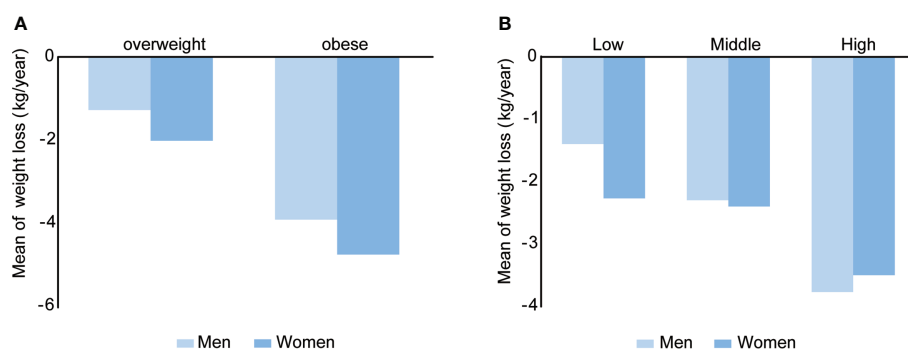 A
overweight obese
0
-2
-4
-6
Mean of weight loss (kg/year)
Men Women
B
Low Middle High
0
-1
-2
-3
-4
Mean of weight loss (kg/year)
Men Women